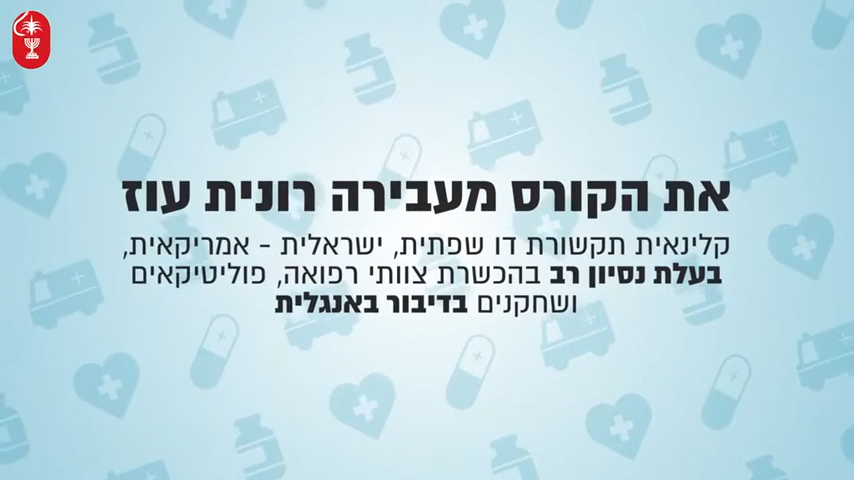 את הקורס מעבירה רונית עוז
קלינאית תקשורת דו שפתית, ישראלית - אמריקאית,
בעלת נסיון רב בהכשרת צוותי רפואה, פוליטיקאים
ושחקנים בדיבור באנגלית